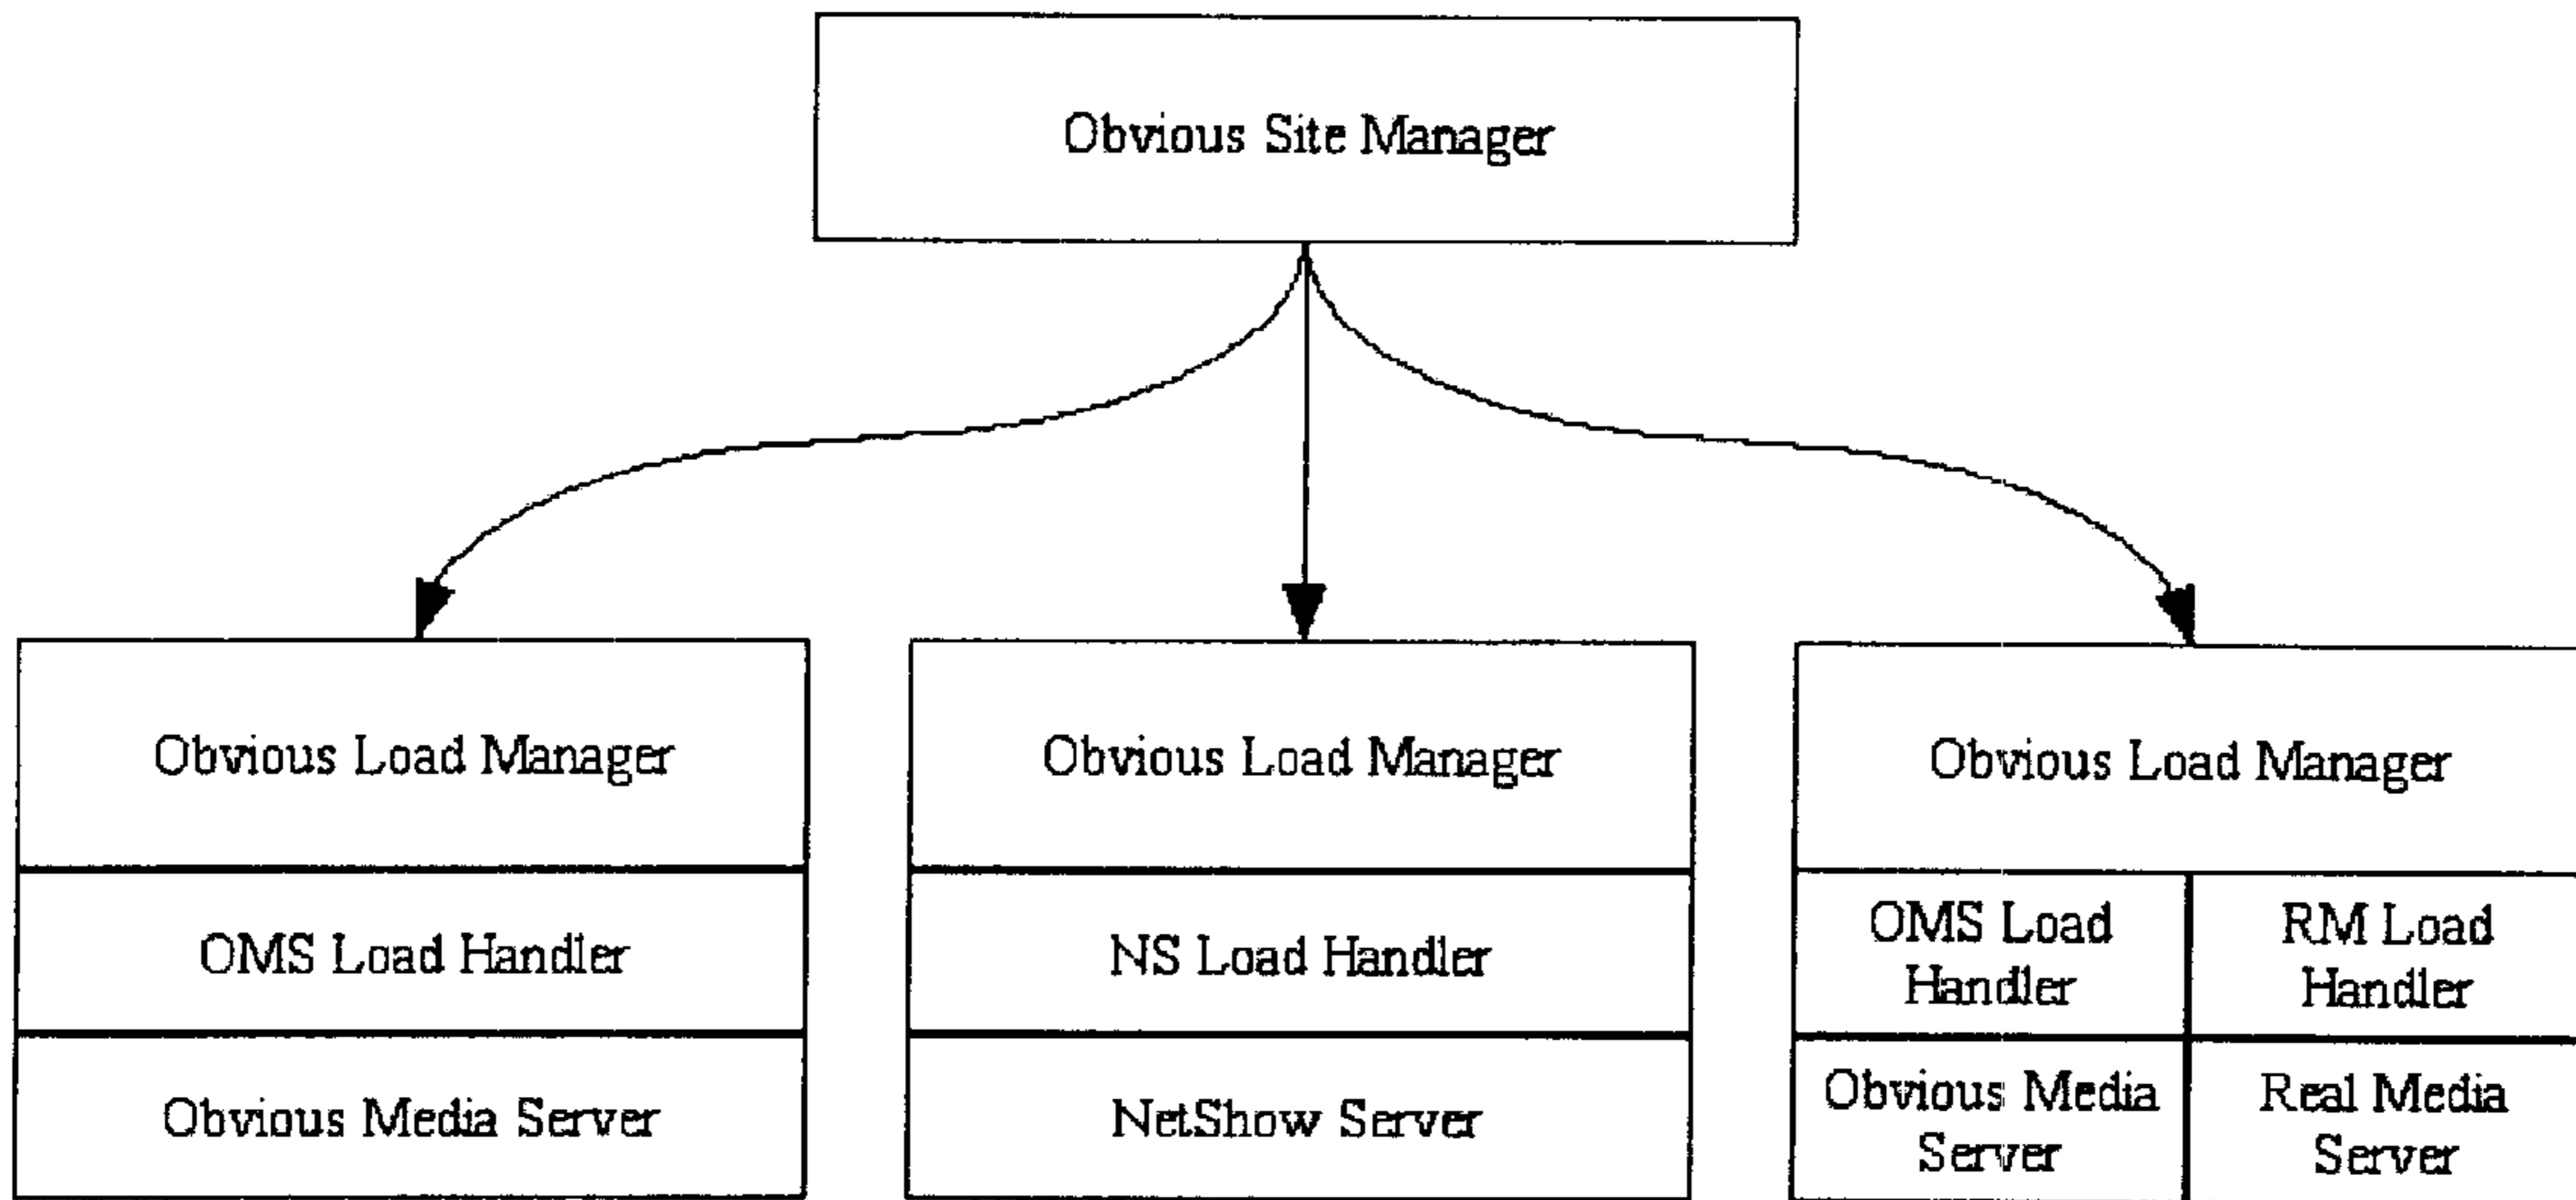 Obvious Site Manager
Obvious Load Manager
OMS Load Handler
Obvious Media Server
Obvious Load Manager
NS Load Handler
NetShow Server
Obvious Load Manager
OMS Load
Handler
RM Load
Handler
Obvious Media
Server
Real Media
Server